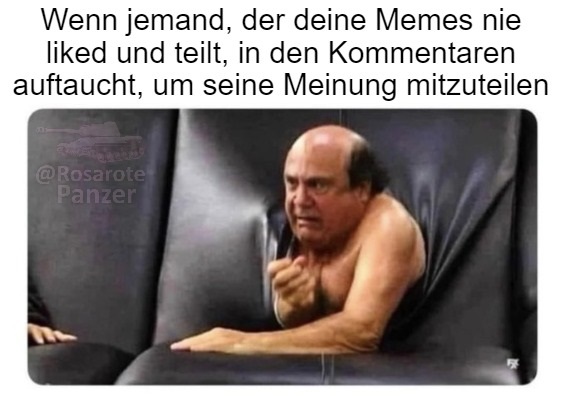 Wenn jemand, der deine Memes nie
liked und teilt, in den Kommentaren
auftaucht, um seine Meinung mitzuteilen
@Rosarote
Panzer
FX